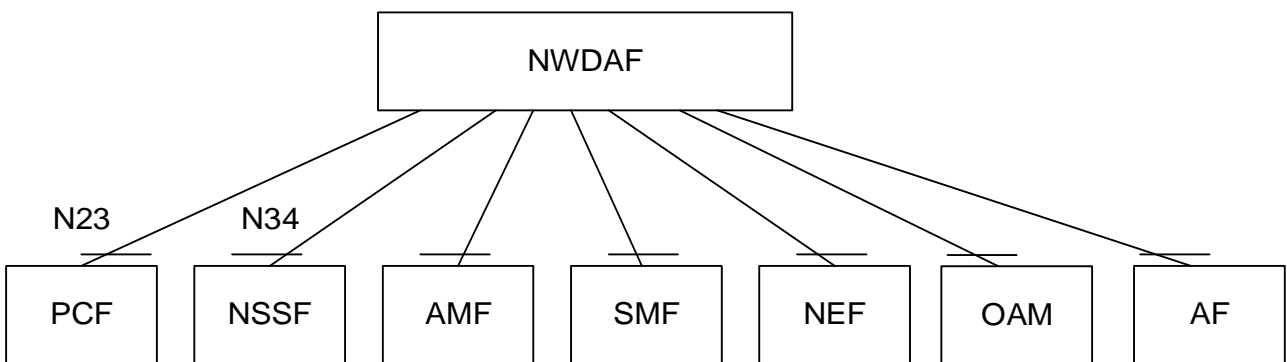 NWDAF
N23 N34
PCF NSSF AMF SMF NEF OAM AF